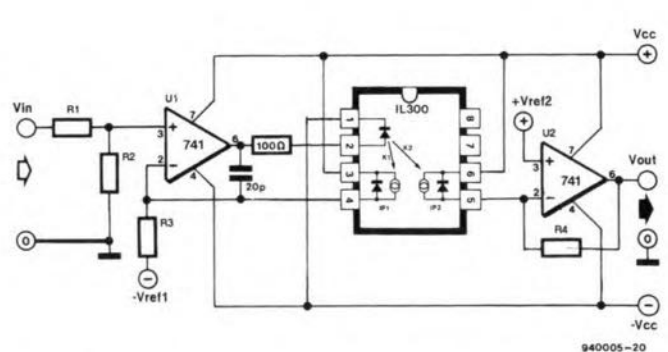 Vcc
+
U1
IL300
Vin
R1
7
3
+
741
6
100Ω
2
−
4
R2
20p
R3
−
-Vref1
0
1
2
3
4
8
7
6
5
K1
K2
IP1
IP2
+Vref2
+
U2
7
3
+
741
6
2
−
4
R4
Vout
0
−
-Vcc
940005-20